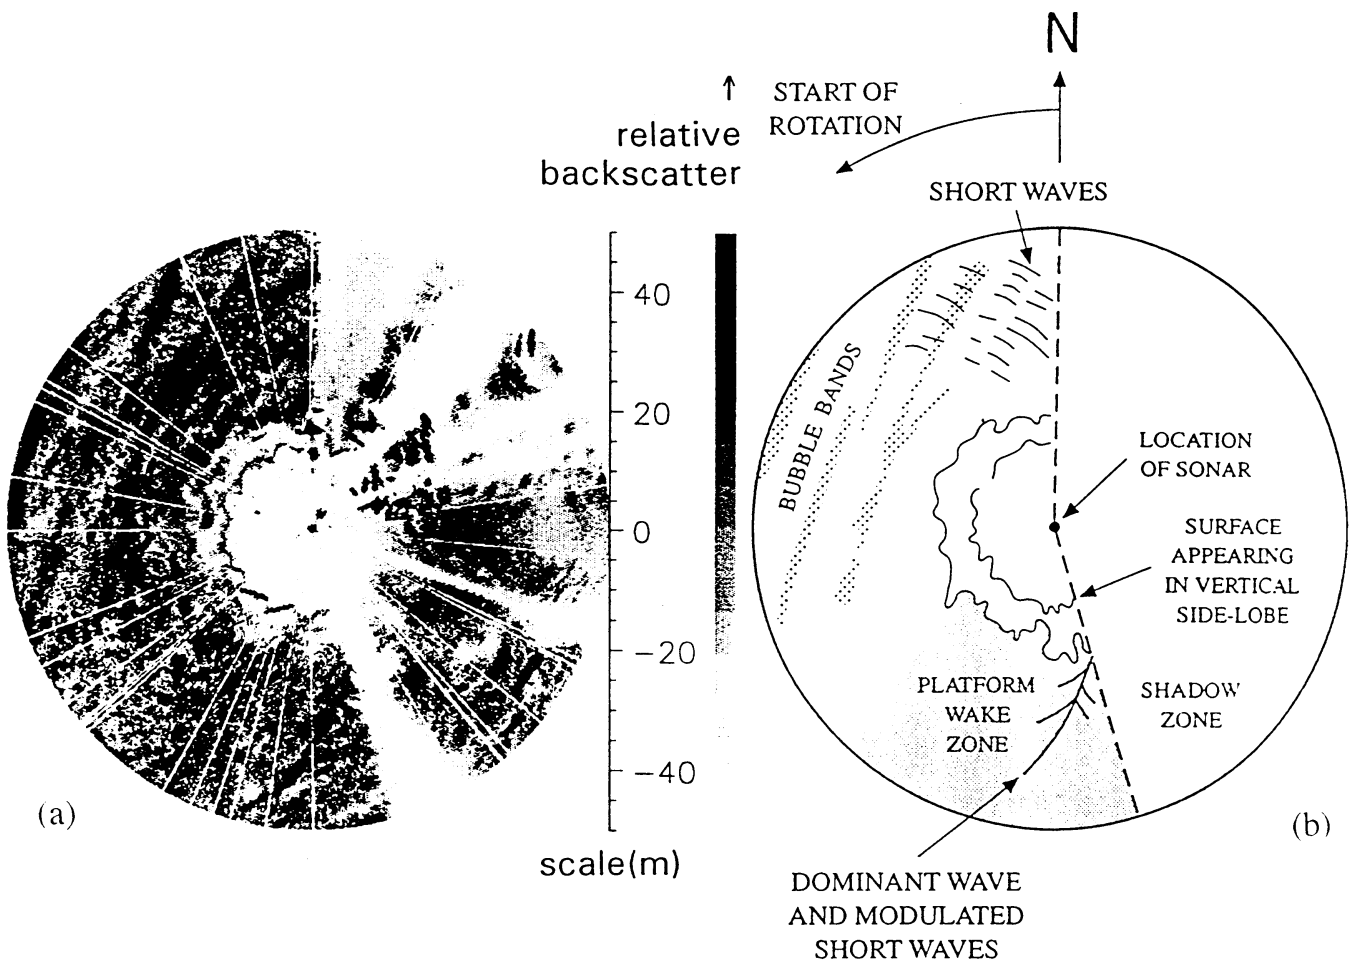 N
START OF
ROTATION
↑
relative
backscatter
SHORT WAVES
40
20
0
−20
−40
scale(m)
(a)
BUBBLE BANDS
LOCATION
OF SONAR
SURFACE
APPEARING
IN VERTICAL
SIDE-LOBE
PLATFORM
WAKE
ZONE
SHADOW
ZONE
(b)
DOMINANT WAVE
AND MODULATED
SHORT WAVES